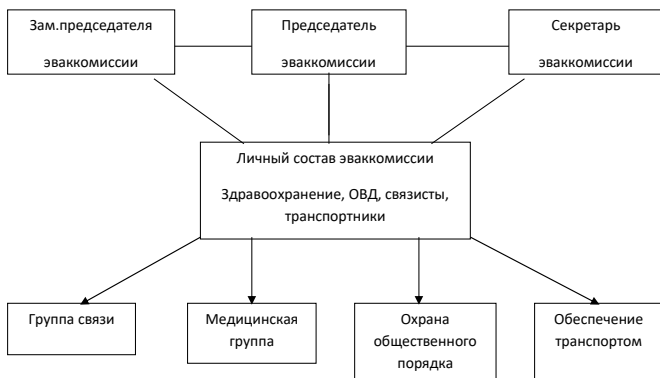 Зам.председателя
эваккомиссии
Председатель
эваккомиссии
Секретарь
эваккомиссии
Личный состав эваккомиссии
Здравоохранение, ОВД, связисты,
транспортники
Группа связи
Медицинская
группа
Охрана
общественного
порядка
Обеспечение
транспортом